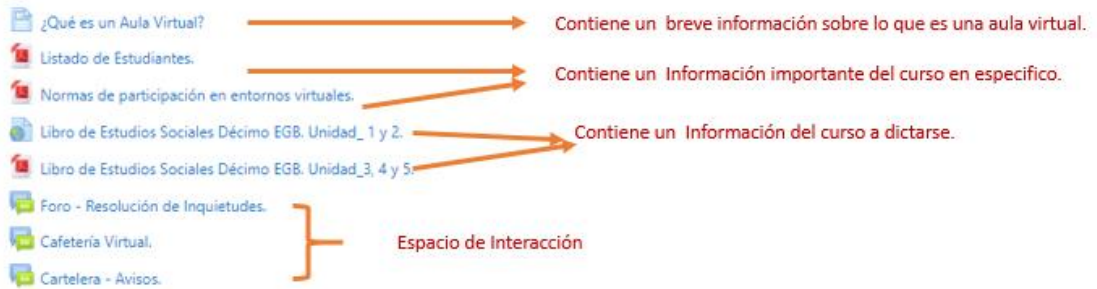 ¿Qué es un Aula Virtual?
Contiene un breve información sobre lo que es una aula virtual.
Listado de Estudiantes.
Contiene un Información importante del curso en especifico.
Normas de participación en entornos virtuales.
Libro de Estudios Sociales Décimo EGB. Unidad_ 1 y 2.
Contiene un Información del curso a dictarse.
Libro de Estudios Sociales Décimo EGB. Unidad_3, 4 y 5.
Foro - Resolución de Inquietudes.
Cafetería Virtual.
Espacio de Interacción
Cartelera - Avisos.